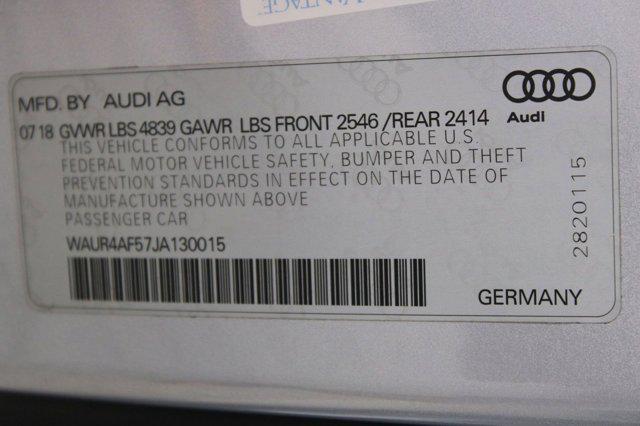 VANTAGE
MFD. BY AUDI AG
Audi
07 18 GVWR LBS 4839 GAWR LBS FRONT 2546 /REAR 2414
THIS VEHICLE CONFORMS TO ALL APPLICABLE U.S.
FEDERAL MOTOR VEHICLE SAFETY, BUMPER AND THEFT
PREVENTION STANDARDS IN EFFECT ON THE DATE OF
MANUFACTURE SHOWN ABOVE
PASSENGER CAR
WAUR4AF57JA130015
2820115
GERMANY